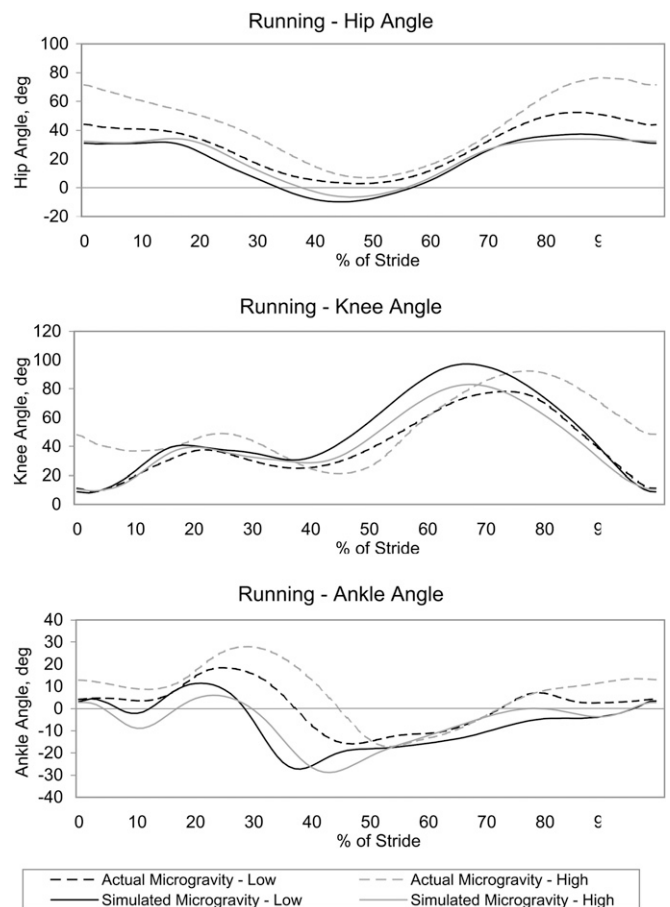 Running - Hip Angle
100
80
60
40
20
0
-20
Hip Angle, deg
0 10 20 30 40 50 60 70 80 9
% of Stride
Running - Knee Angle
120
100
80
60
40
20
0
Knee Angle, deg
0 10 20 30 40 50 60 70 80 9
% of Stride
Running - Ankle Angle
40
30
20
10
0
-10
-20
-30
-40
Ankle Angle, deg
0 10 20 30 40 50 60 70 80 9
% of Stride
Actual Microgravity - Low Actual Microgravity - High
Simulated Microgravity - Low Simulated Microgravity - High